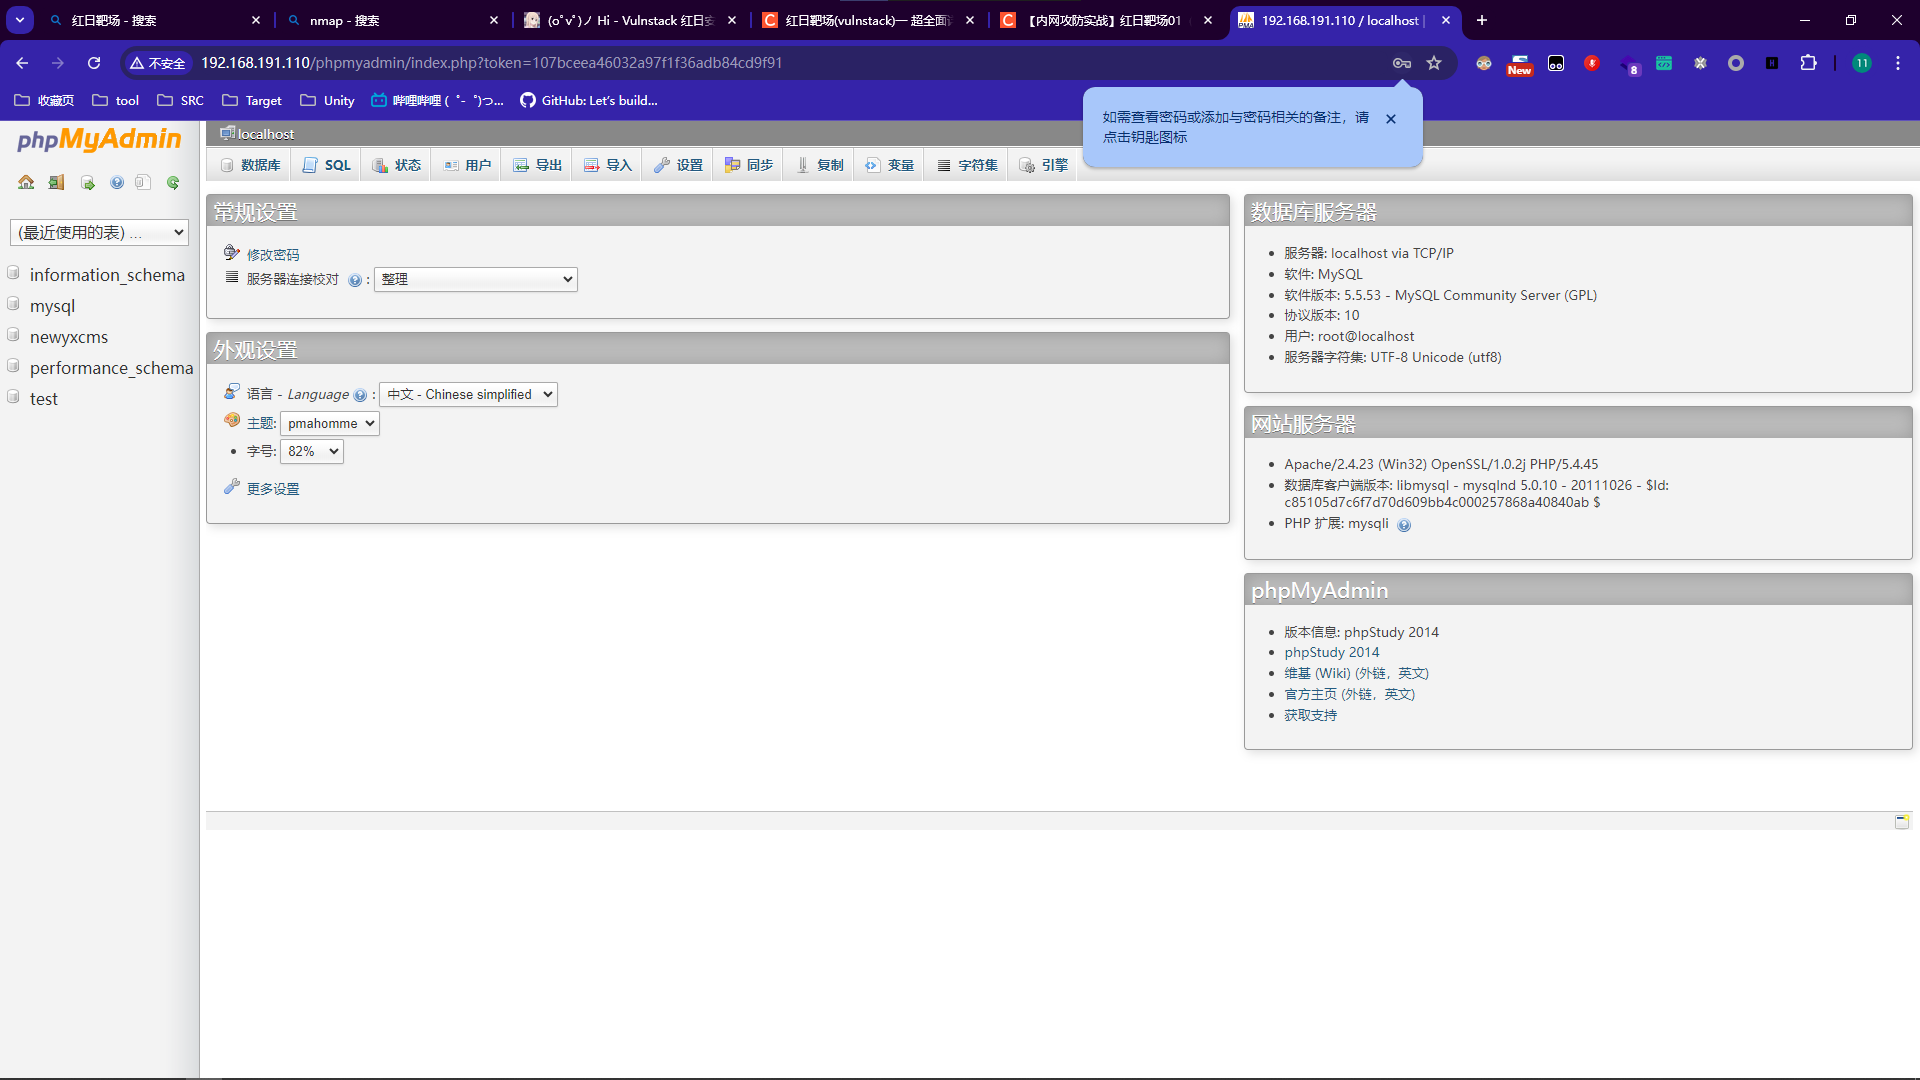 红日靶场 - 搜索
nmap - 搜索
(oﾟvﾟ)ノ Hi - Vulnstack 红日安
红日靶场(vulnstack)一 超全面
【内网攻防实战】红日靶场01
192.168.191.110 / localhost |
不安全
192.168.191.110/phpmyadmin/index.php?token=107bceea46032a97f1f36adb84cd9f91
New
8
11
收藏页
tool
SRC
Target
Unity
哔哩哔哩 ( ゜- ゜)つ...
GitHub: Let's build...
如需查看密码或添加与密码相关的备注，请
点击钥匙图标
phpMyAdmin
(最近使用的表) ...
information_schema
mysql
newyxcms
performance_schema
test
localhost
数据库
SQL
状态
用户
导出
导入
设置
同步
复制
变量
字符集
引擎
常规设置
修改密码
服务器连接校对 : 整理
外观设置
语言 - Language : 中文 - Chinese simplified
主题: pmahomme
字号: 82%
更多设置
数据库服务器
服务器: localhost via TCP/IP
软件: MySQL
软件版本: 5.5.53 - MySQL Community Server (GPL)
协议版本: 10
用户: root@localhost
服务器字符集: UTF-8 Unicode (utf8)
网站服务器
Apache/2.4.23 (Win32) OpenSSL/1.0.2j PHP/5.4.45
数据库客户端版本: libmysql - mysqlnd 5.0.10 - 20111026 - $Id:
c85105d7c6f7d70d609bb4c000257868a40840ab $
PHP 扩展: mysqli
phpMyAdmin
版本信息: phpStudy 2014
phpStudy 2014
维基 (Wiki) (外链，英文)
官方主页 (外链，英文)
获取支持